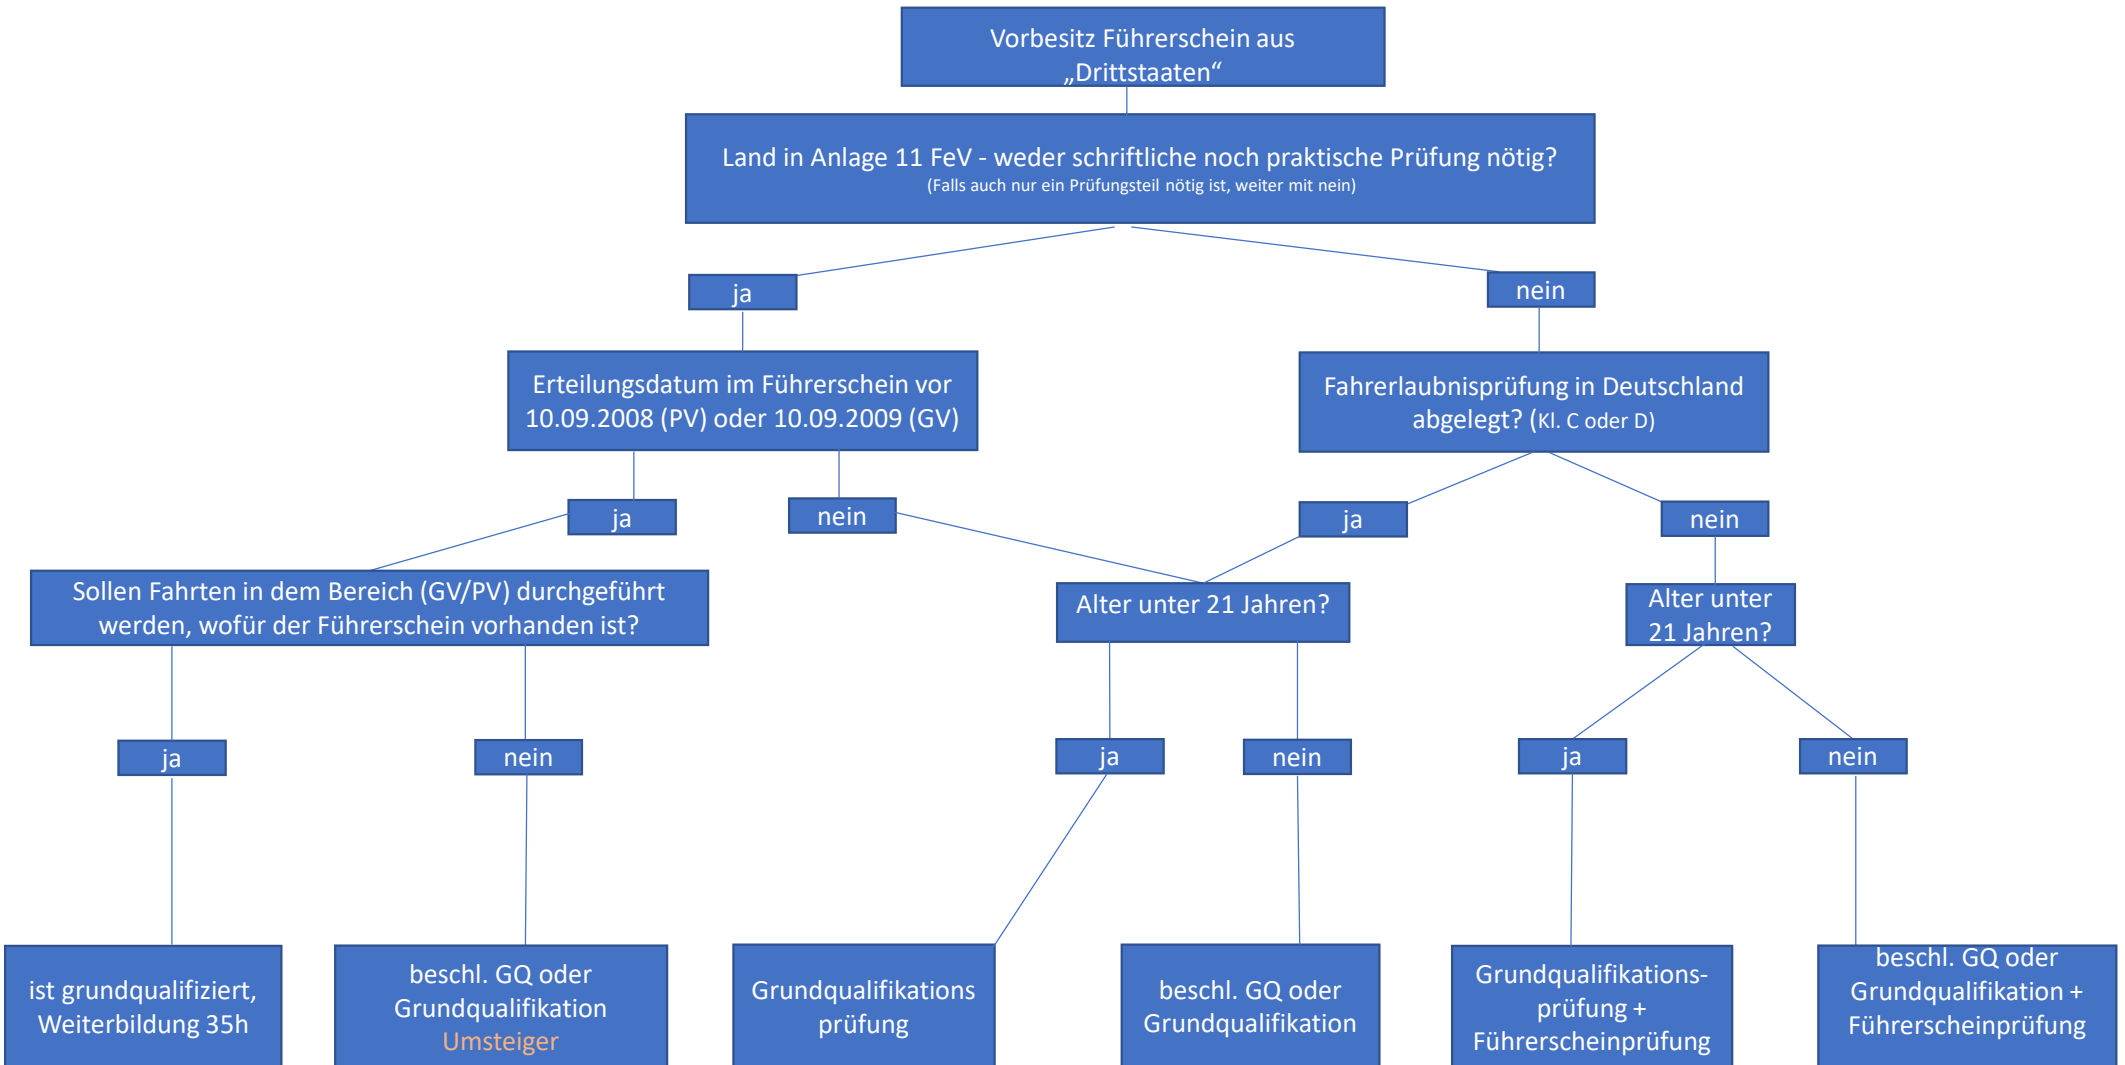 Vorbesitz Führerschein aus
„Drittstaaten“
Land in Anlage 11 FeV - weder schriftliche noch praktische Prüfung nötig?
(Falls auch nur ein Prüfungsteil nötig ist, weiter mit nein)
ja
nein
Erteilungsdatum im Führerschein vor
10.09.2008 (PV) oder 10.09.2009 (GV)
Fahrerlaubnisprüfung in Deutschland
abgelegt? (Kl. C oder D)
ja
nein
ja
nein
Sollen Fahrten in dem Bereich (GV/PV) durchgeführt
werden, wofür der Führerschein vorhanden ist?
Alter unter 21 Jahren?
Alter unter
21 Jahren?
ja
nein
ja
nein
ja
nein
ist grundqualifiziert,
Weiterbildung 35h
beschl. GQ oder
Grundqualifikation
Umsteiger
Grundqualifikations
prüfung
beschl. GQ oder
Grundqualifikation
Grundqualifikations-
prüfung +
Führerscheinprüfung
beschl. GQ oder
Grundqualifikation +
Führerscheinprüfung